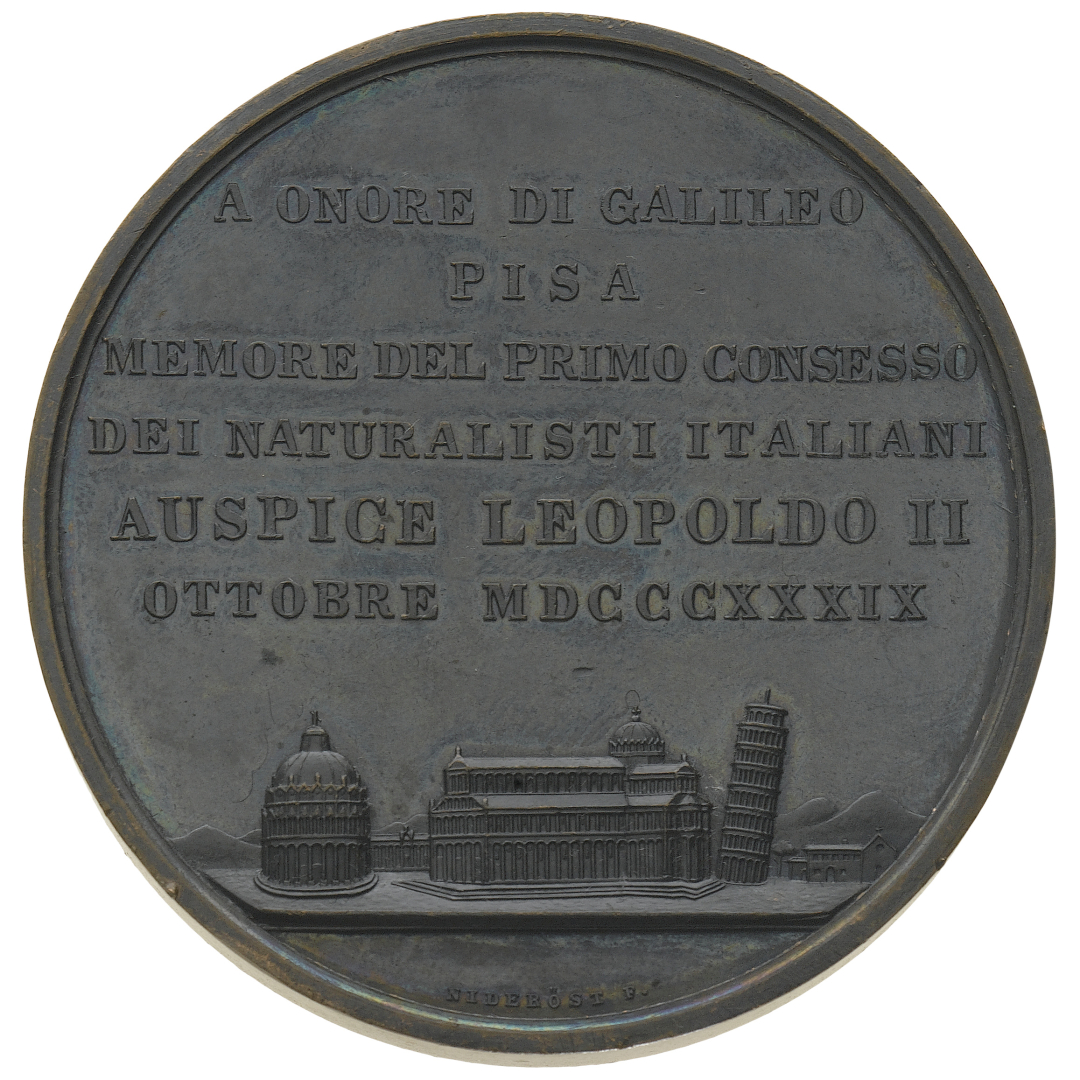 A ONORE DI GALILEO
PISA
MEMORE DEL PRIMO CONSESSO
DEI NATURALISTI ITALIANI
AUSPICE LEOPOLDO II
OTTOBRE MDCCCXXXIX
NIDERÖST F.